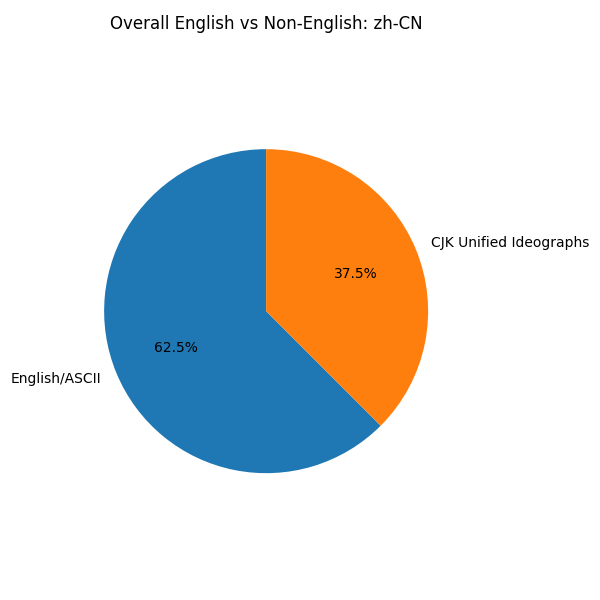 Overall English vs Non-English: zh-CN
CJK Unified Ideographs
37.5%
62.5%
English/ASCII